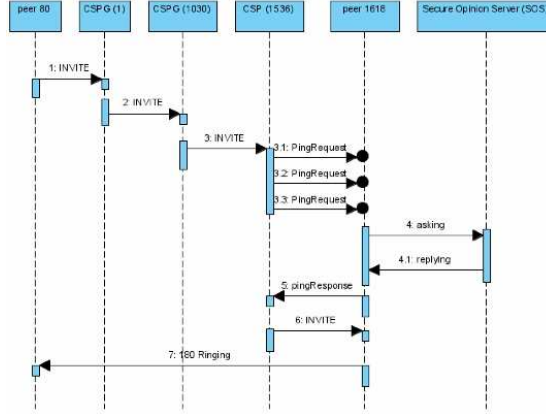 peer 80
CSPG (1)
CSPG (1030)
CSP (1536)
peer 1618
Secure Opinion Server (SOS
1: INVITE
2: INVITE
3: INVITE
3.1: PingRequest
3.2: PingRequest
3.3: PingRequest
4: asking
4.1: replying
5: pingResponse
6: INVITE
7: 180 Ringing